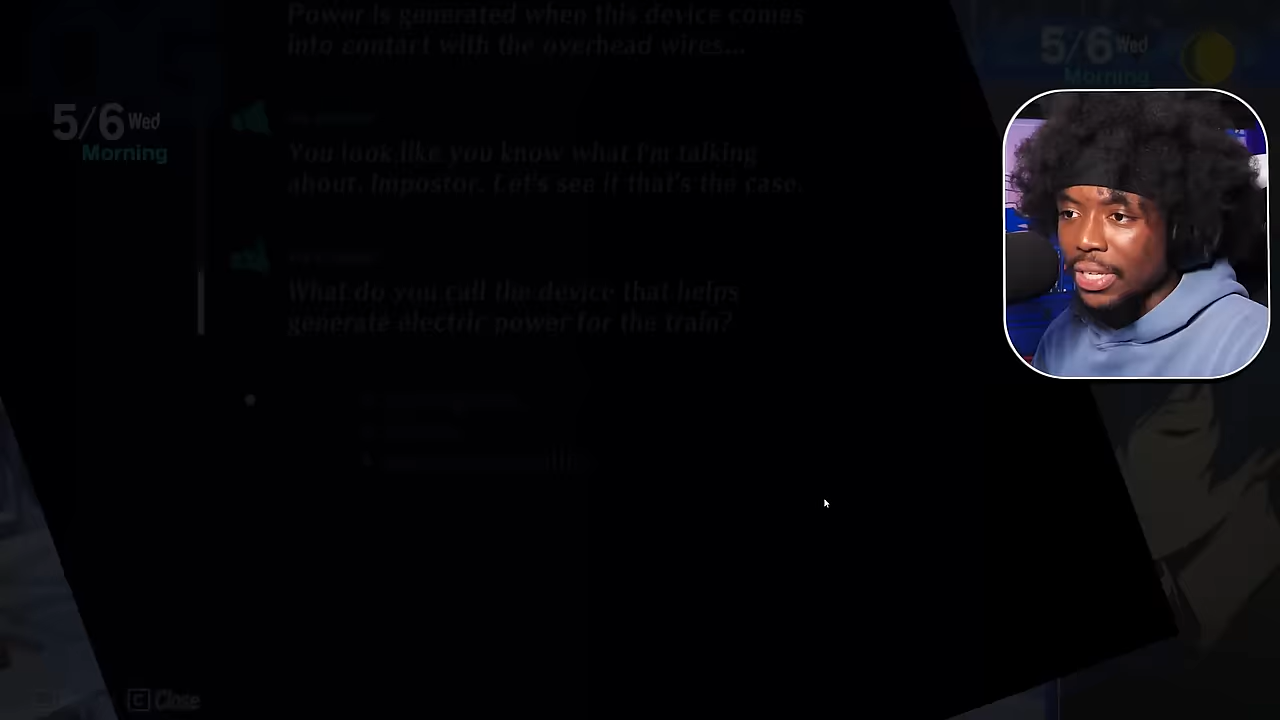 Power is generated when this device comes
into contact with the overhead wires...
5/6 Wed
Morning
5/6 Wed
Morning
You look like you know what I'm talking
about, Impostor. Let's see if that's the case.
What do you call the device that helps
generate electric power for the train?
C Close